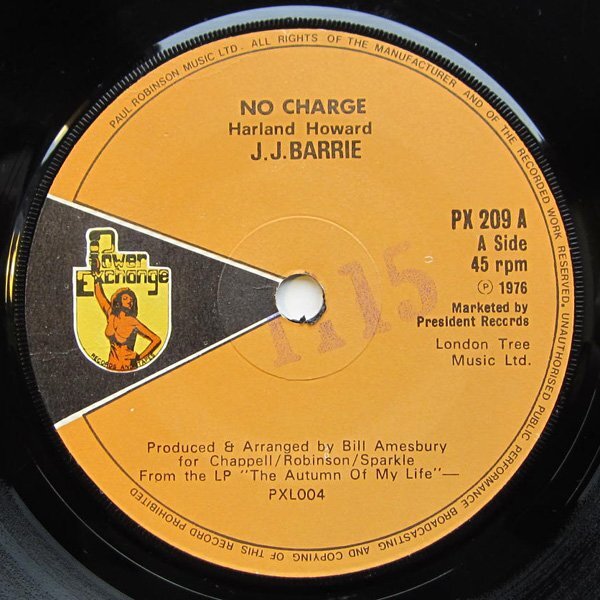 PAUL ROBINSON MUSIC LTD. ALL RIGHTS OF THE MANUFACTURER AND OF THE RECORDED WORK RESERVED. UNAUTHORISED PUBLIC PERFORMANCE BROADCASTING AND COPYING OF THIS RECORD PROHIBITED
NO CHARGE
Harland Howard
J.J.BARRIE
PX 209 A
A Side
45 rpm
Ⓟ 1976
Marketed by
President Records
London Tree
Music Ltd.
Power
Exchange
1115
Produced & Arranged by Bill Amesbury
for Chappell/Robinson/Sparkle
From the LP "The Autumn Of My Life"—
PXL004